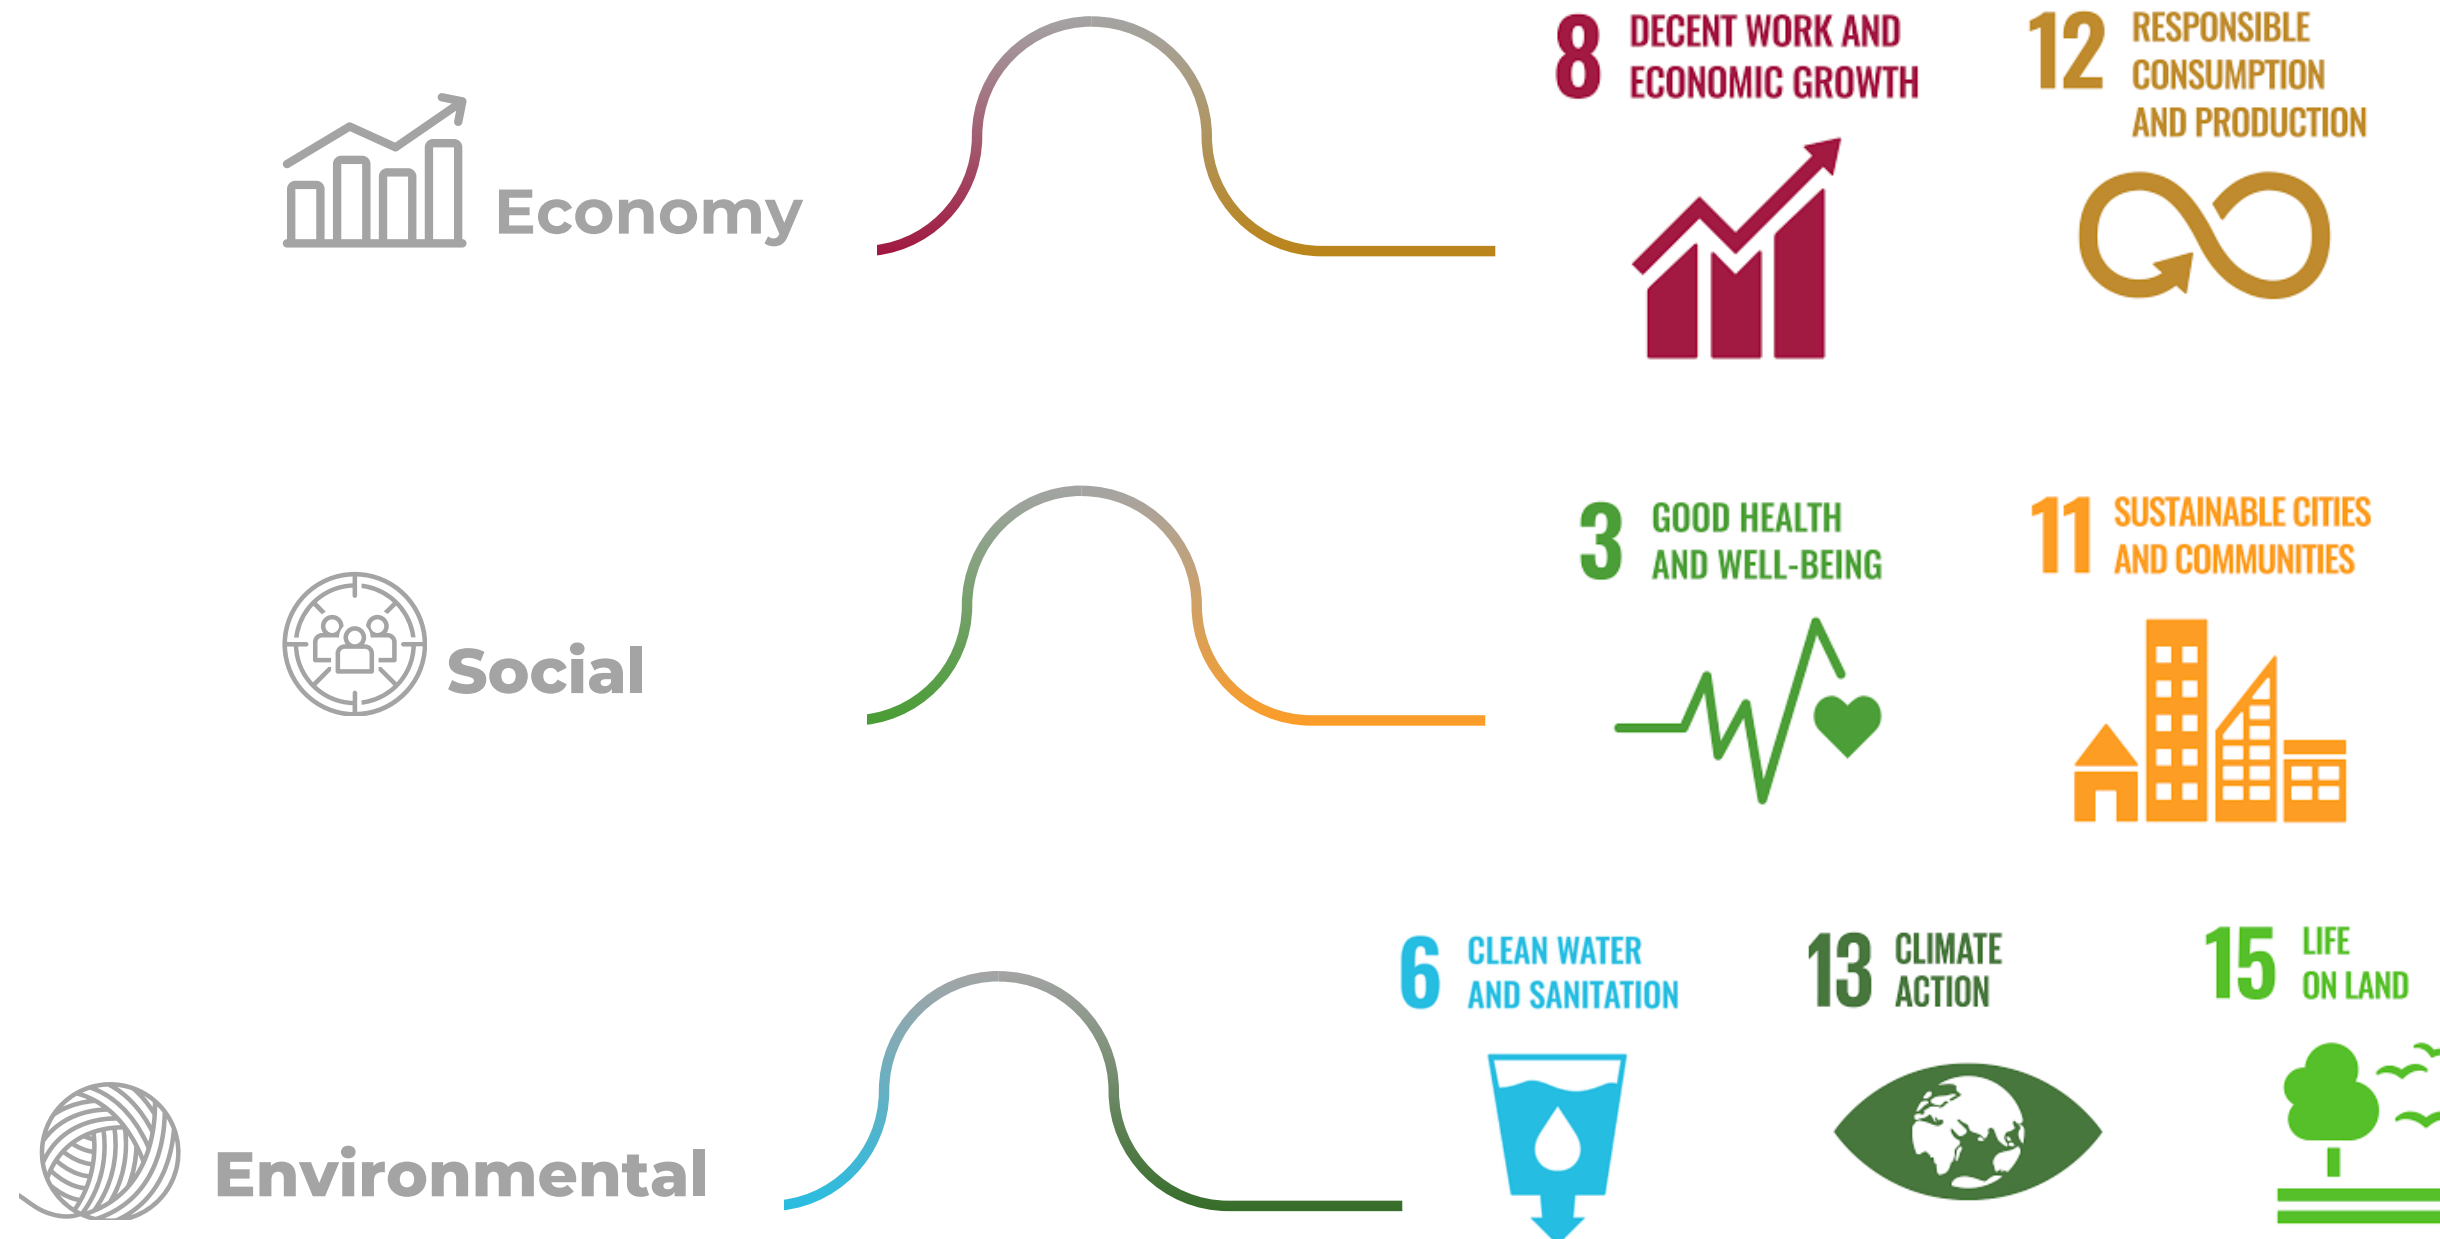 Economy
8
DECENT WORK AND
ECONOMIC GROWTH
12
RESPONSIBLE
CONSUMPTION
AND PRODUCTION
Social
3
GOOD HEALTH
AND WELL-BEING
11
SUSTAINABLE CITIES
AND COMMUNITIES
Environmental
6
CLEAN WATER
AND SANITATION
13
CLIMATE
ACTION
15
LIFE
ON LAND